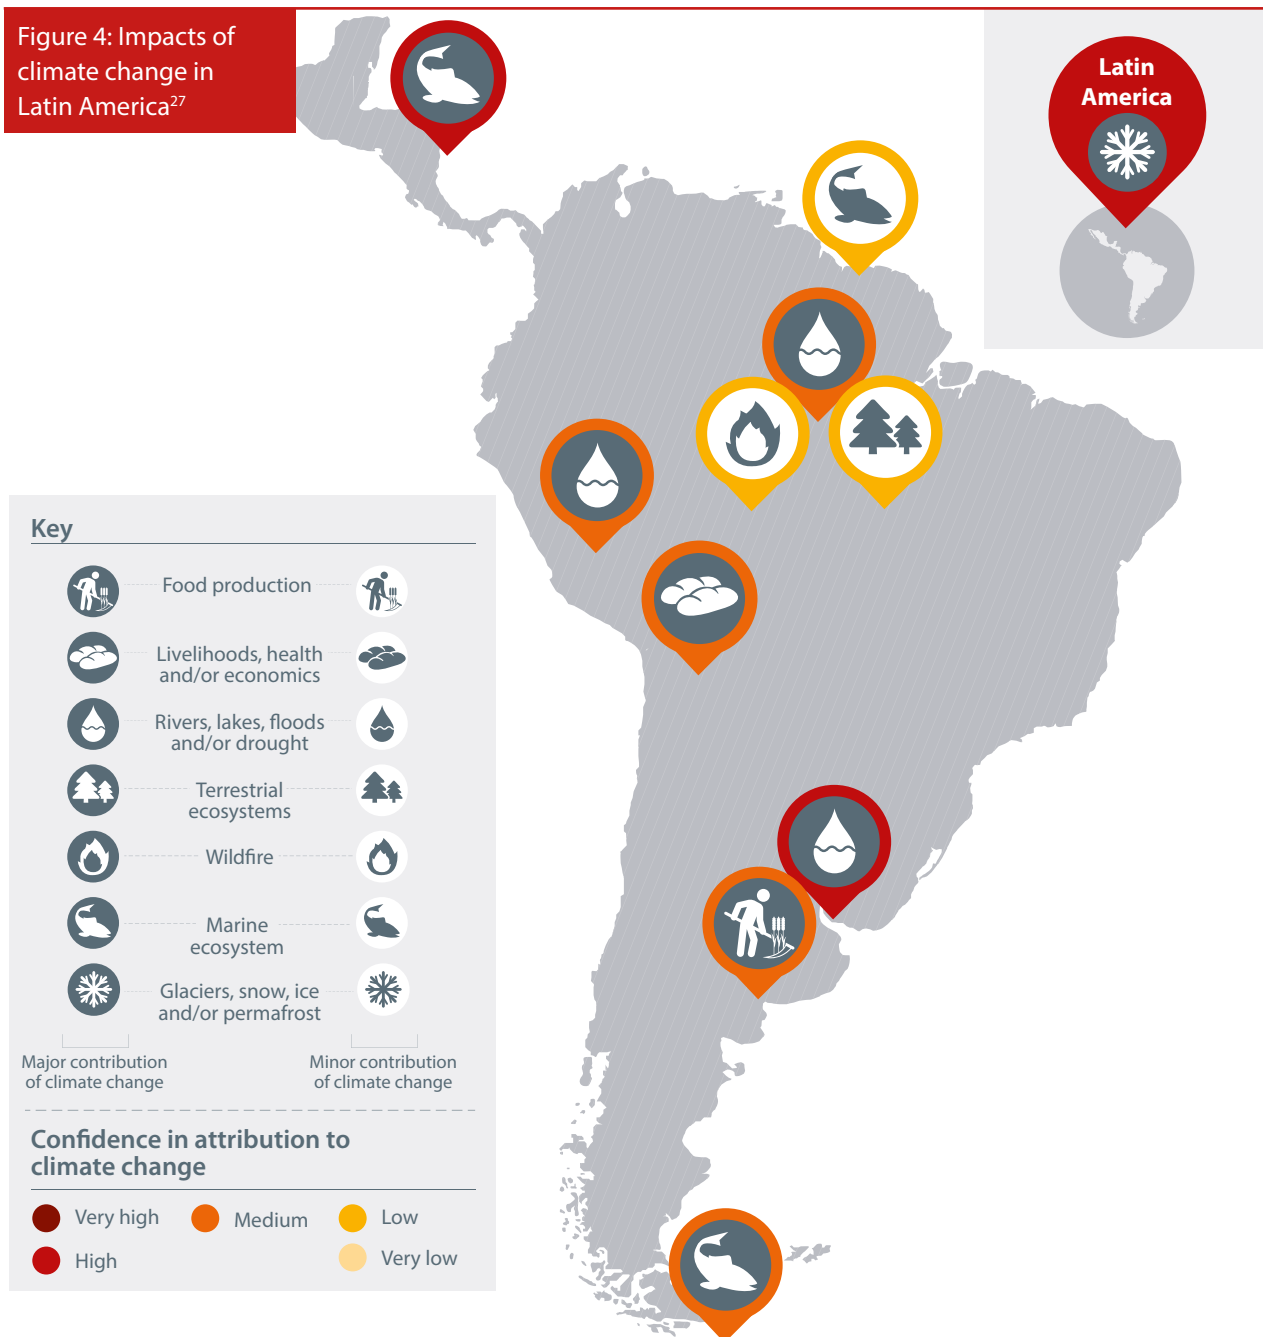 Figure 4: Impacts of
climate change in
Latin America27
Latin
America
Key
Food production
Livelihoods, health
and/or economics
Rivers, lakes, floods
and/or drought
Terrestrial
ecosystems
Wildfire
Marine
ecosystem
Glaciers, snow, ice
and/or permafrost
Major contribution
of climate change
Minor contribution
of climate change
Confidence in attribution to
climate change
Very high
Medium
Low
High
Very low